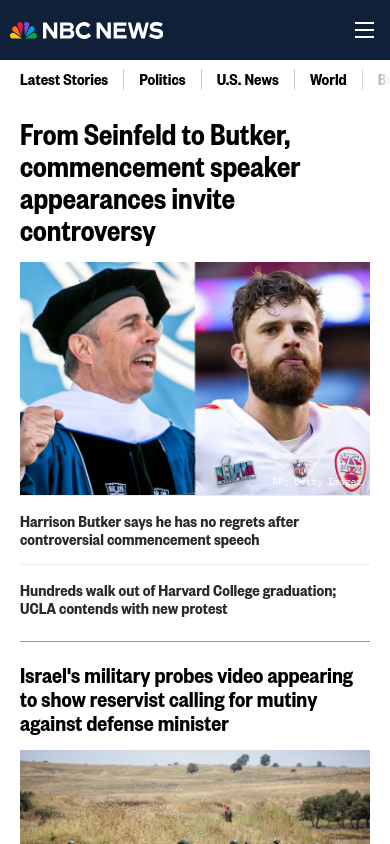 NBC NEWS
Latest Stories
Politics
U.S. News
World
From Seinfeld to Butker,
commencement speaker
appearances invite
controversy
AP; Getty Images
Harrison Butker says he has no regrets after
controversial commencement speech
Hundreds walk out of Harvard College graduation;
UCLA contends with new protest
Israel's military probes video appearing
to show reservist calling for mutiny
against defense minister